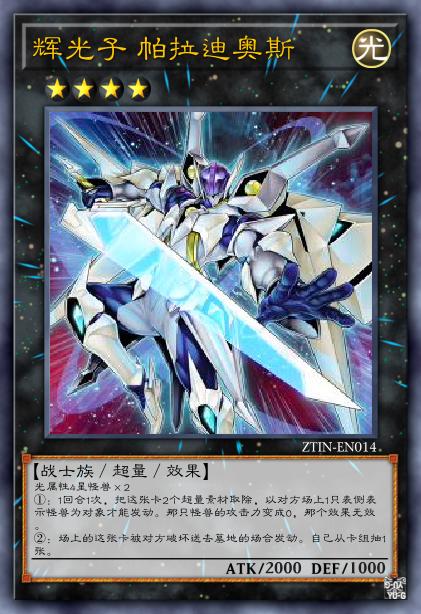 辉光子 帕拉迪奥斯
光
ZTIN-EN014
【战士族／超量／效果】
光属性4星怪兽×2
①：1回合1次，把这张卡2个超量素材取除，以对方场上1只表侧表
示怪兽为对象才能发动。那只怪兽的攻击力变成0，那个效果无效
。
②：场上的这张卡被对方破坏送去墓地的场合发动。自己从卡组抽1
张。
ATK/2000 DEF/1000